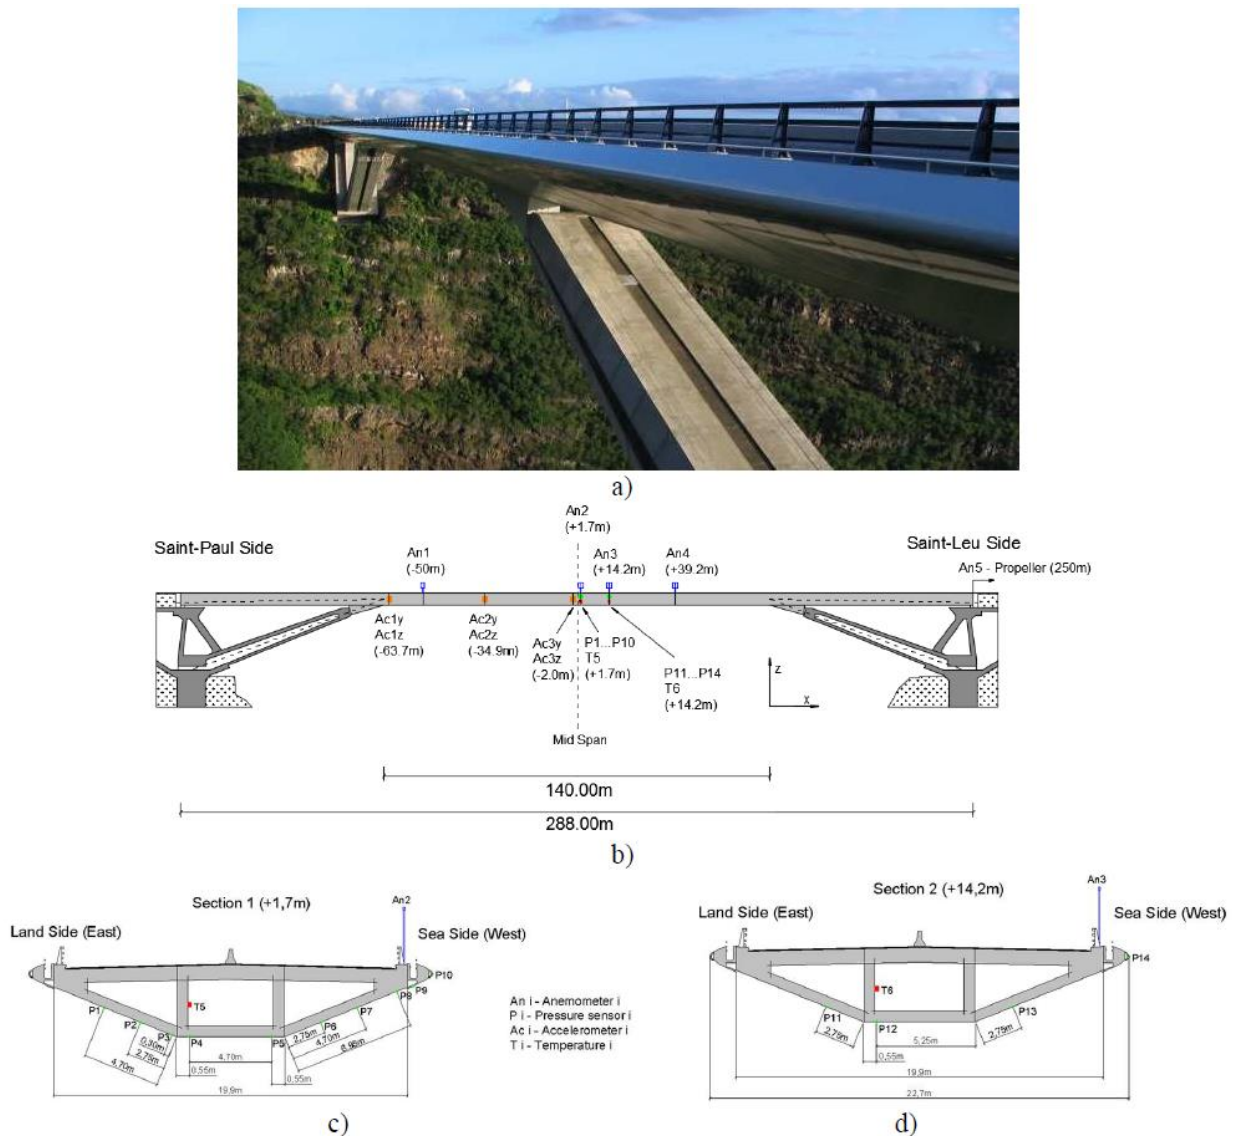 a)
An2
(+1.7m)
Saint-Paul Side
Saint-Leu Side
An1
(-50m)
An3
(+14.2m)
An4
(+39.2m)
An5 - Propeller (250m)
Ac1y
Ac1z
(-63.7m)
Ac2y
Ac2z
(-34.9m)
Ac3y
Ac3z
(-2.0m)
P1...P10
T5
(+1.7m)
P11...P14
T6
(+14.2m)
Z
X
Mid Span
140.00m
288.00m
b)
Section 1 (+1,7m)
An2
Land Side (East)
Sea Side (West)
P10
P9
P8
T5
P1
P2
P3
P4
P5
P6
P7
0,30m
2,75m
4,70m
4,70m
0,55m
0,55m
2,75m
4,70m
6,95m
19,9m
c)
An i - Anemometer i
P i - Pressure sensor i
Ac i - Accelerometer i
T i - Temperature i
Section 2 (+14,2m)
An3
Land Side (East)
Sea Side (West)
P14
T6
P11
P12
P13
2,75m
5,25m
2,75m
0,55m
19,9m
22,7m
d)